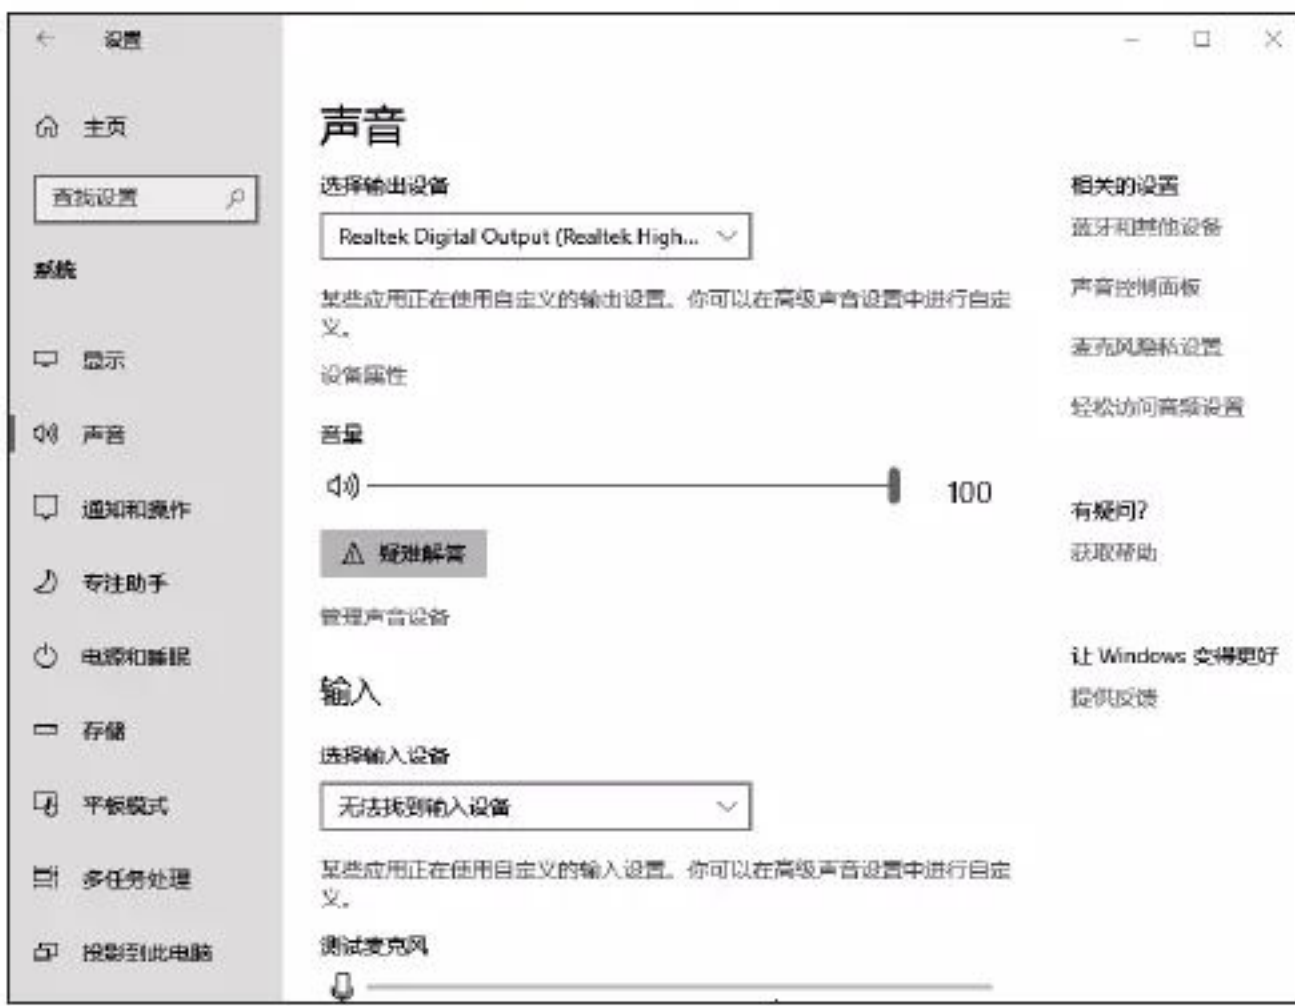 设置
主页
查找设置
系统
显示
声音
通知和操作
专注助手
电源和睡眠
存储
平板模式
多任务处理
投影到此电脑
声音
选择输出设备
Realtek Digital Output (Realtek High...
某些应用正在使用自定义的输出设置。你可以在高级声音设置中进行自定
义。
设备属性
音量
100
疑难解答
管理声音设备
输入
选择输入设备
无法找到输入设备
某些应用正在使用自定义的输入设置。你可以在高级声音设置中进行自定
义。
测试麦克风
相关的设置
蓝牙和其他设备
声音控制面板
麦克风隐私设置
轻松访问音频设置
有疑问?
获取帮助
让 Windows 变得更好
提供反馈